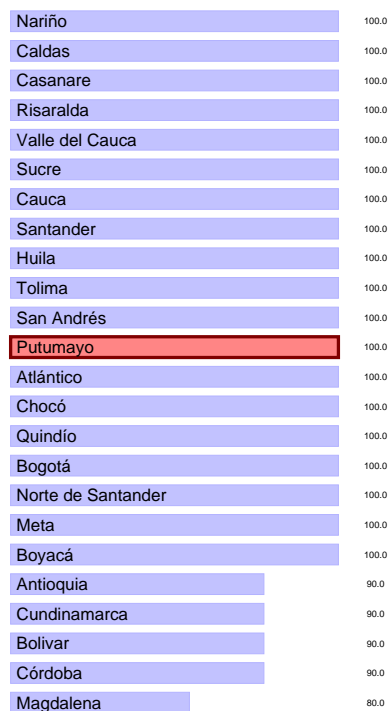 Nariño 100.0
Caldas 100.0
Casanare 100.0
Risaralda 100.0
Valle del Cauca 100.0
Sucre 100.0
Cauca 100.0
Santander 100.0
Huila 100.0
Tolima 100.0
San Andrés 100.0
Putumayo 100.0
Atlántico 100.0
Chocó 100.0
Quindío 100.0
Bogotá 100.0
Norte de Santander 100.0
Meta 100.0
Boyacá 100.0
Antioquia 90.0
Cundinamarca 90.0
Bolivar 90.0
Córdoba 90.0
Magdalena 80.0